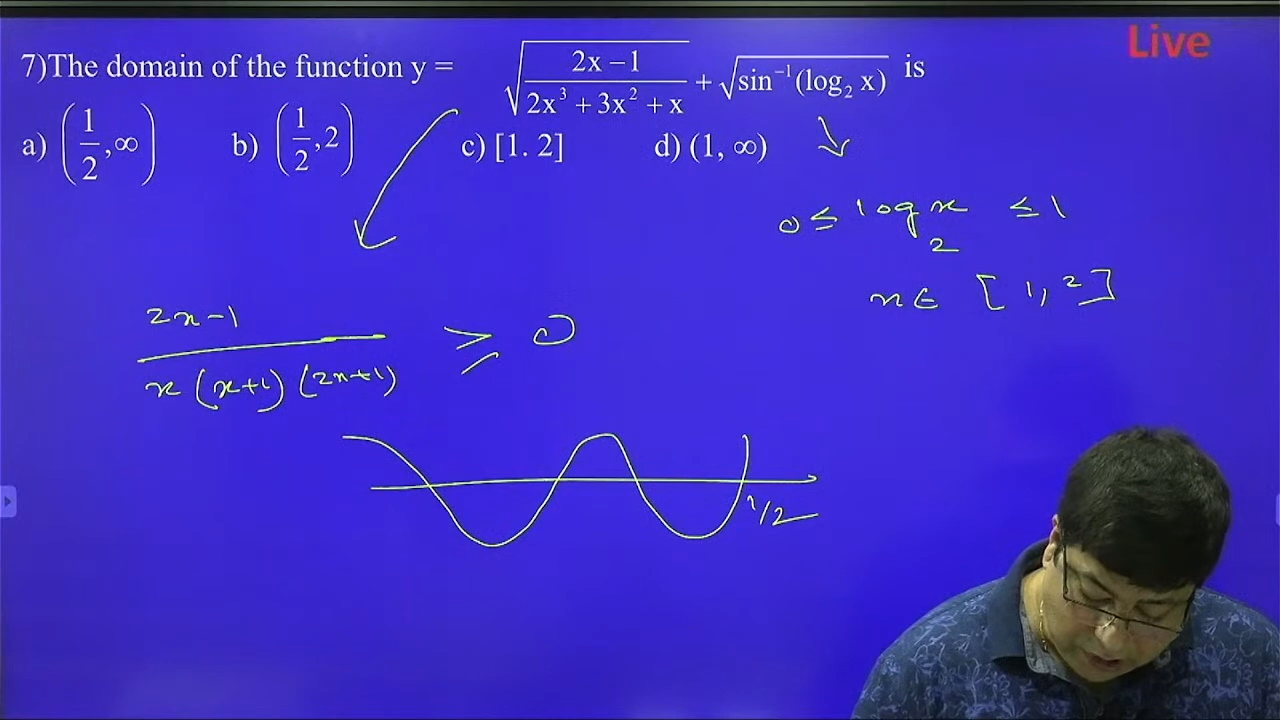 Live
7)The domain of the function y = √((2x − 1)/(2x³ + 3x² + x)) + √(sin⁻¹(log₂ x)) is
a) (1/2, ∞) b) (1/2, 2) c) [1. 2] d) (1, ∞)
0 ≤ log₂ x ≤ 1
x ∈ [1, 2]
(2x-1)/(x(x+1)(2x+1)) ≥ 0
1/2